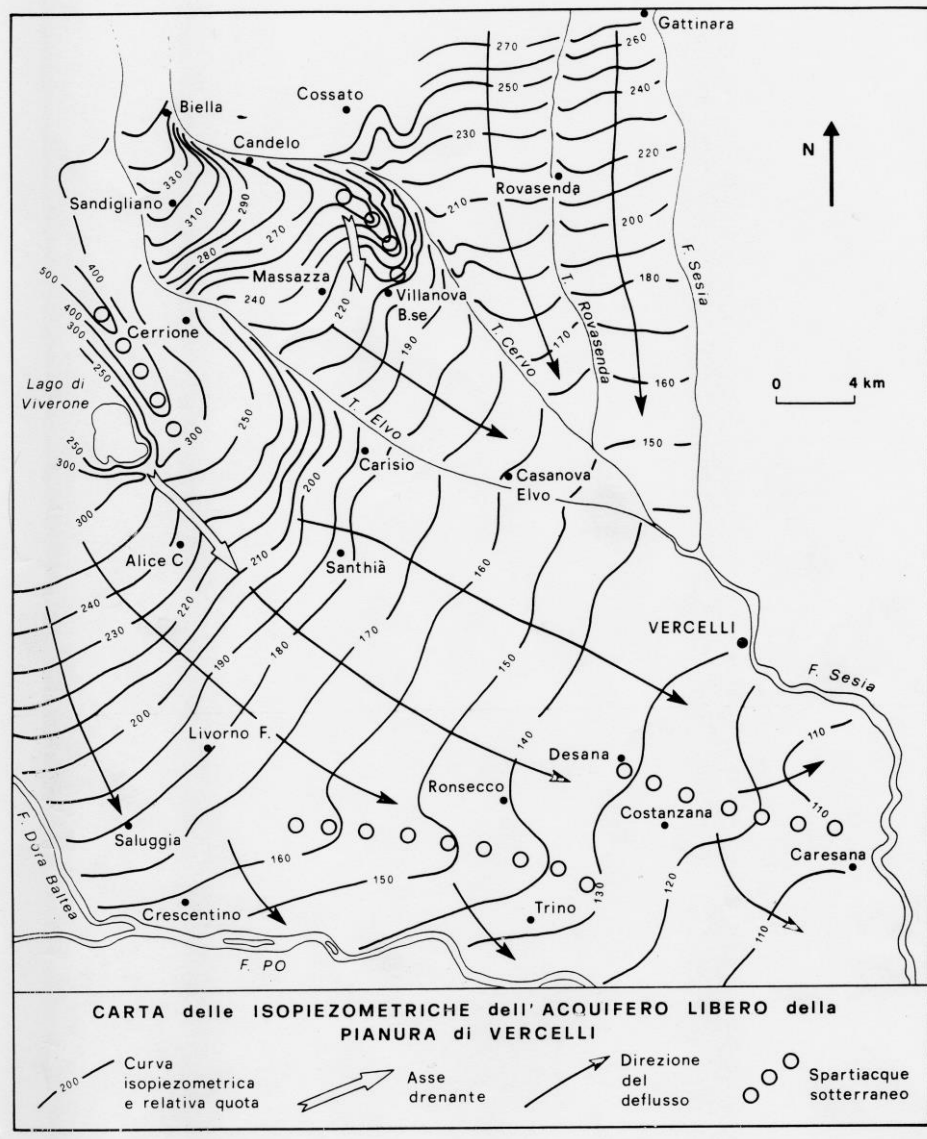 Gattinara
270
260
250
240
Cossato
Biella
230
Candelo
220
330
N
Rovasenda
Sandigliano
290
310
210
200
270
280
400
500
F. Sesia
180
Massazza
240
220
Villanova
B.se
400
Cerrione
T. Rovasenda
300
190
170
T. Cervo
250
160
0 4 km
Lago di
Viverone
T. Elvo
250
300
150
250
300
Carisio
200
Casanova
Elvo
300
Alice C
210
Santhià
240
160
220
230
170
VERCELLI
190
180
150
F. Sesia
200
Livorno F.
140
110
Desana
Ronsecco
Costanzana
110
Saluggia
F. Dora Baltea
160
Caresana
150
130
120
Crescentino
Trino
110
F. PO
CARTA delle ISOPIEZOMETRICHE dell'ACQUIFERO LIBERO della
PIANURA di VERCELLI
200
Curva
isopiezometrica
e relativa quota
Asse
drenante
Direzione
del
deflusso
Spartiacque
sotterraneo